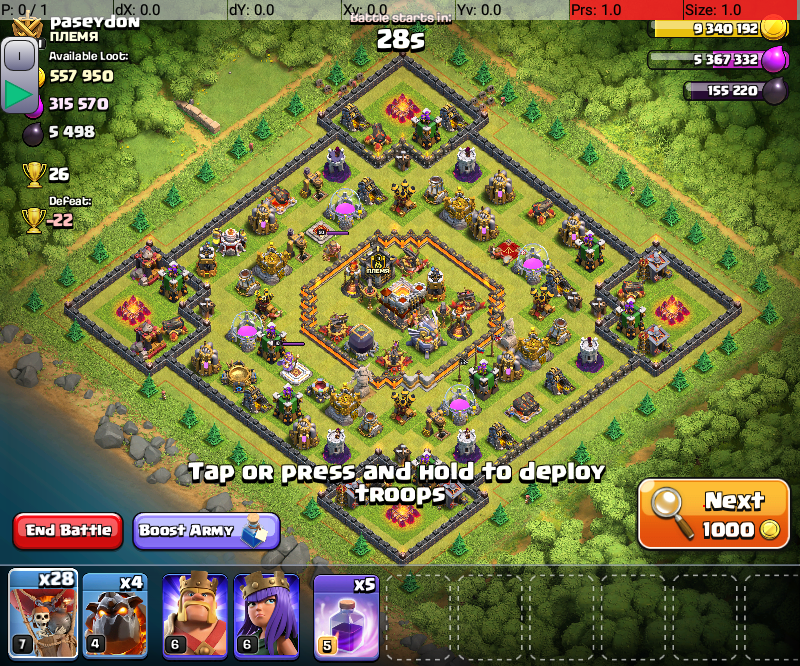 P: 0 / 1 dX: 0.0 dY: 0.0 Xv: 0.0 Yv: 0.0 Prs: 1.0 Size: 1.0
paseydon
ПЛЕМЯ
Battle starts in:
28s
Available Loot:
557 950
315 570
5 498
26
Defeat:
-22
9 340 192
5 367 332
155 220
ПЛЕМЯ
Tap or press and hold to deploy
troops
End Battle
Boost Army
Next
1000
x28
7
x4
4
6
6
x5
5